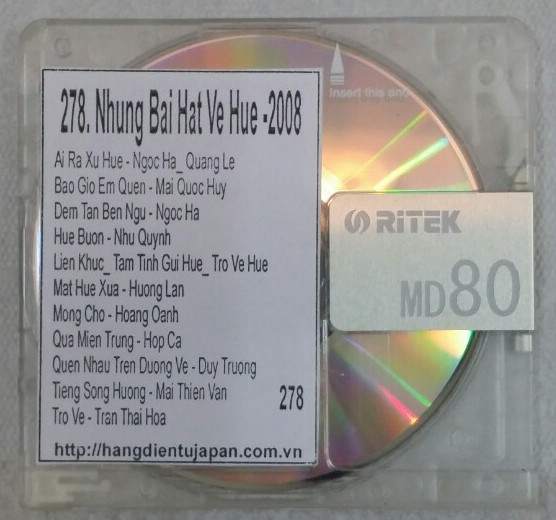 278. Nhung Bai Hat Ve Hue -2008
Ai Ra Xu Hue - Ngoc Ha_ Quang Le
Bao Gio Em Quen - Mai Quoc Huy
Dem Tan Ben Ngu - Ngoc Ha
Hue Buon - Nhu Quynh
Lien Khuc_ Tam Tinh Gui Hue_ Tro Ve Hue
Mat Hue Xua - Huong Lan
Mong Cho - Hoang Oanh
Qua Mien Trung - Hop Ca
Quen Nhau Tren Duong Ve - Duy Truong
Tieng Song Huong - Mai Thien Van
Tro Ve - Tran Thai Hoa
278
http://hangdientujapan.com.vn
Insert this end
RiTEK
MD80